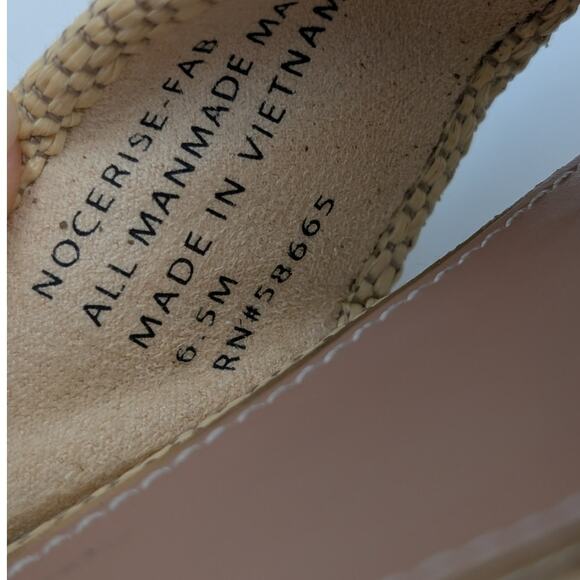 NOCERISE-FAB
ALL MANMADE MA
MADE IN VIETNAM
6.5M
RN#58665